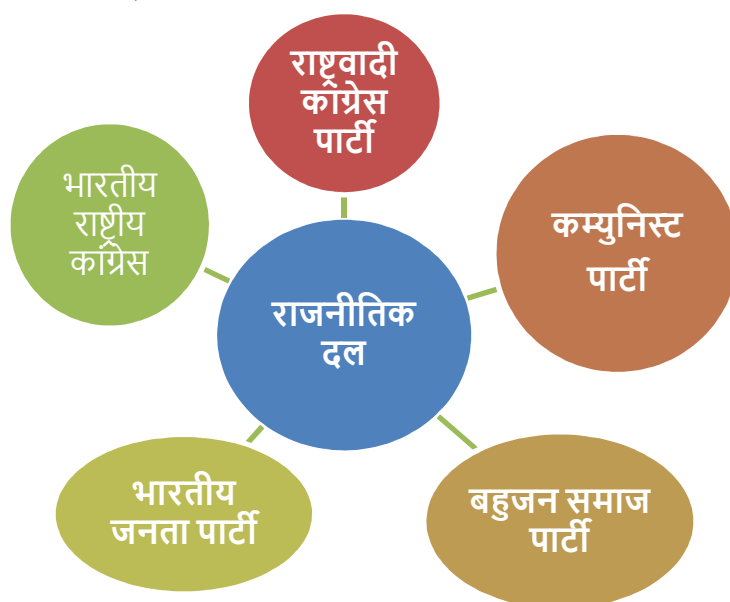 राष्ट्रवादी
कांग्रेस
पार्टी
भारतीय
राष्ट्रीय
कांग्रेस
कम्युनिस्ट
पार्टी
राजनीतिक
दल
भारतीय
जनता पार्टी
बहुजन समाज
पार्टी